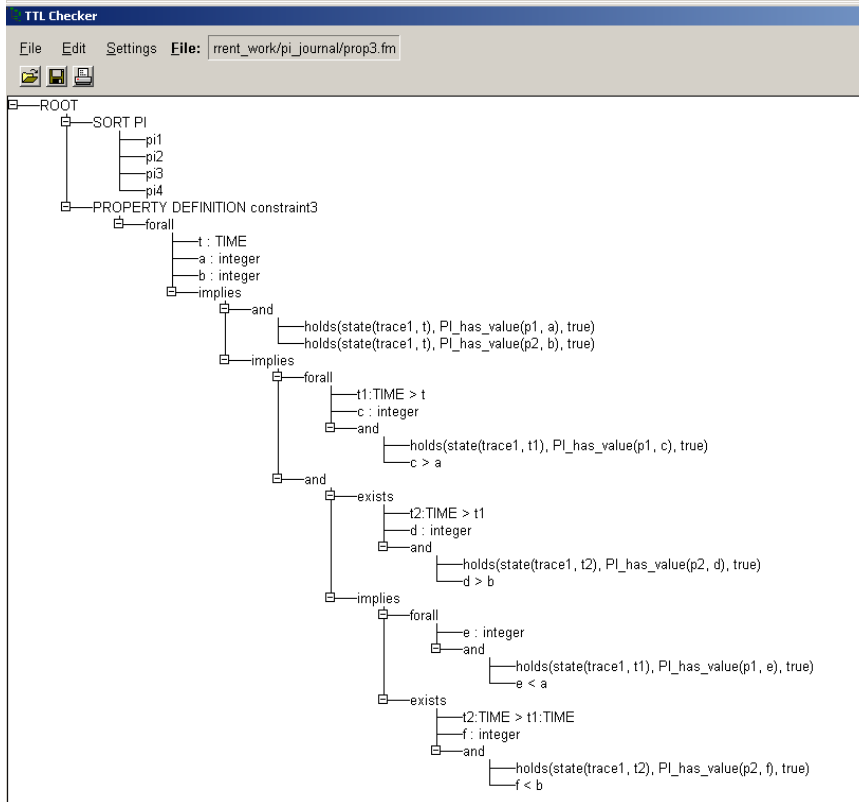 TTL Checker
File Edit Settings File: rrent_work/pi_journal/prop3.fm
ROOT
SORT PI
pi1
pi2
pi3
pi4
PROPERTY DEFINITION constraint3
forall
t : TIME
a : integer
b : integer
implies
and
holds(state(trace1, t), PI_has_value(p1, a), true)
holds(state(trace1, t), PI_has_value(p2, b), true)
implies
forall
t1:TIME > t
c : integer
and
holds(state(trace1, t1), PI_has_value(p1, c), true)
c > a
and
exists
t2:TIME > t1
d : integer
and
holds(state(trace1, t2), PI_has_value(p2, d), true)
d > b
implies
forall
e : integer
and
holds(state(trace1, t1), PI_has_value(p1, e), true)
e < a
exists
t2:TIME > t1:TIME
f : integer
and
holds(state(trace1, t2), PI_has_value(p2, f), true)
f < b